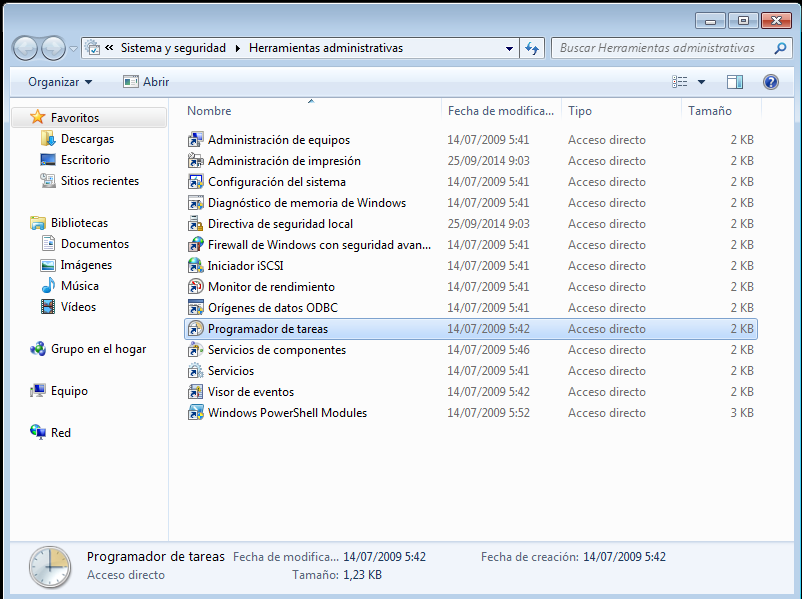 « Sistema y seguridad ▸ Herramientas administrativas
Buscar Herramientas administrativas
Organizar Abrir
Nombre Fecha de modifica... Tipo Tamaño
Favoritos
Descargas
Escritorio
Sitios recientes
Bibliotecas
Documentos
Imágenes
Música
Vídeos
Grupo en el hogar
Equipo
Red
Administración de equipos 14/07/2009 5:41 Acceso directo 2 KB
Administración de impresión 25/09/2014 9:03 Acceso directo 2 KB
Configuración del sistema 14/07/2009 5:41 Acceso directo 2 KB
Diagnóstico de memoria de Windows 14/07/2009 5:41 Acceso directo 2 KB
Directiva de seguridad local 25/09/2014 9:03 Acceso directo 2 KB
Firewall de Windows con seguridad avan... 14/07/2009 5:41 Acceso directo 2 KB
Iniciador iSCSI 14/07/2009 5:41 Acceso directo 2 KB
Monitor de rendimiento 14/07/2009 5:41 Acceso directo 2 KB
Orígenes de datos ODBC 14/07/2009 5:41 Acceso directo 2 KB
Programador de tareas 14/07/2009 5:42 Acceso directo 2 KB
Servicios de componentes 14/07/2009 5:46 Acceso directo 2 KB
Servicios 14/07/2009 5:41 Acceso directo 2 KB
Visor de eventos 14/07/2009 5:42 Acceso directo 2 KB
Windows PowerShell Modules 14/07/2009 5:52 Acceso directo 3 KB
Programador de tareas Fecha de modifica... 14/07/2009 5:42 Fecha de creación: 14/07/2009 5:42
Acceso directo Tamaño: 1,23 KB